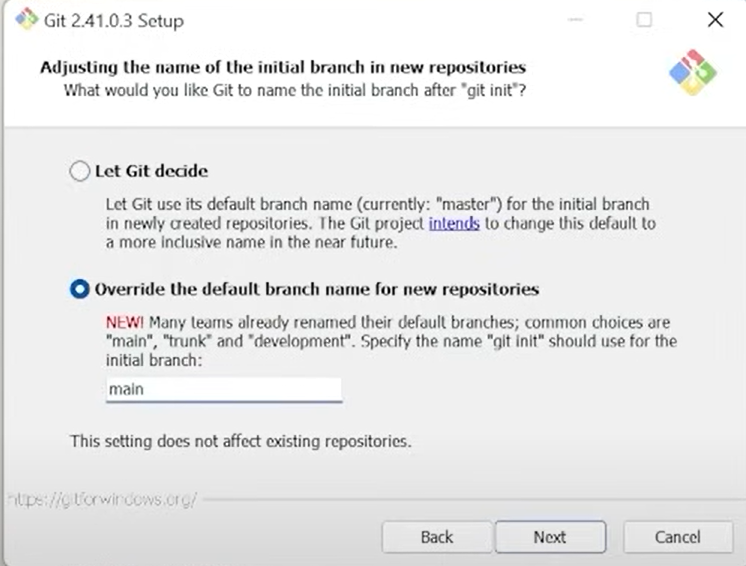 Git 2.41.0.3 Setup
Adjusting the name of the initial branch in new repositories
What would you like Git to name the initial branch after "git init"?
Let Git decide
Let Git use its default branch name (currently: "master") for the initial branch
in newly created repositories. The Git project intends to change this default to
a more inclusive name in the near future.
Override the default branch name for new repositories
NEW! Many teams already renamed their default branches; common choices are
"main", "trunk" and "development". Specify the name "git init" should use for the
initial branch:
main
This setting does not affect existing repositories.
https://gitforwindows.org/
Back Next Cancel